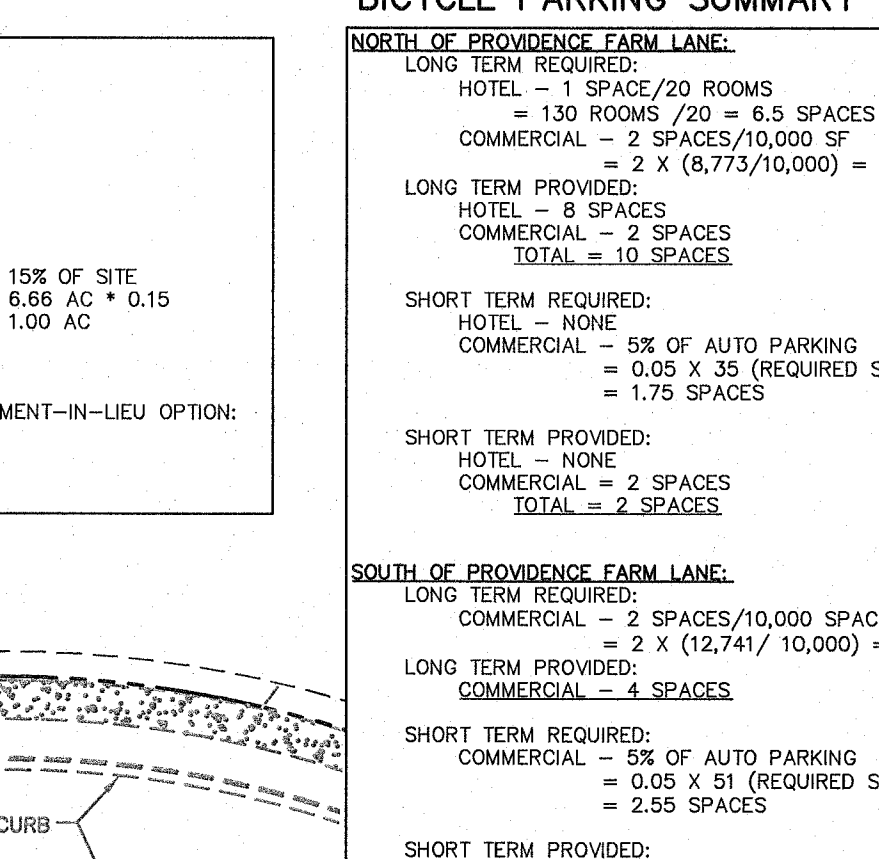 BICYCLE PARKING SUMMARY
15% OF SITE
6.66 AC * 0.15
1.00 AC
MENT-IN-LIEU OPTION:
CURB
NORTH OF PROVIDENCE FARM LANE:
LONG TERM REQUIRED:
HOTEL - 1 SPACE/20 ROOMS
= 130 ROOMS /20 = 6.5 SPACES
COMMERCIAL - 2 SPACES/10,000 SF
= 2 X (8,773/10,000) =
LONG TERM PROVIDED:
HOTEL - 8 SPACES
COMMERCIAL - 2 SPACES
TOTAL = 10 SPACES
SHORT TERM REQUIRED:
HOTEL - NONE
COMMERCIAL - 5% OF AUTO PARKING
= 0.05 X 35 (REQUIRED S
= 1.75 SPACES
SHORT TERM PROVIDED:
HOTEL - NONE
COMMERCIAL = 2 SPACES
TOTAL = 2 SPACES
SOUTH OF PROVIDENCE FARM LANE:
LONG TERM REQUIRED:
COMMERCIAL - 2 SPACES/10,000 SPAC
= 2 X (12,741/ 10,000) =
LONG TERM PROVIDED:
COMMERCIAL - 4 SPACES
SHORT TERM REQUIRED:
COMMERCIAL - 5% OF AUTO PARKING
= 0.05 X 51 (REQUIRED S
= 2.55 SPACES
SHORT TERM PROVIDED: